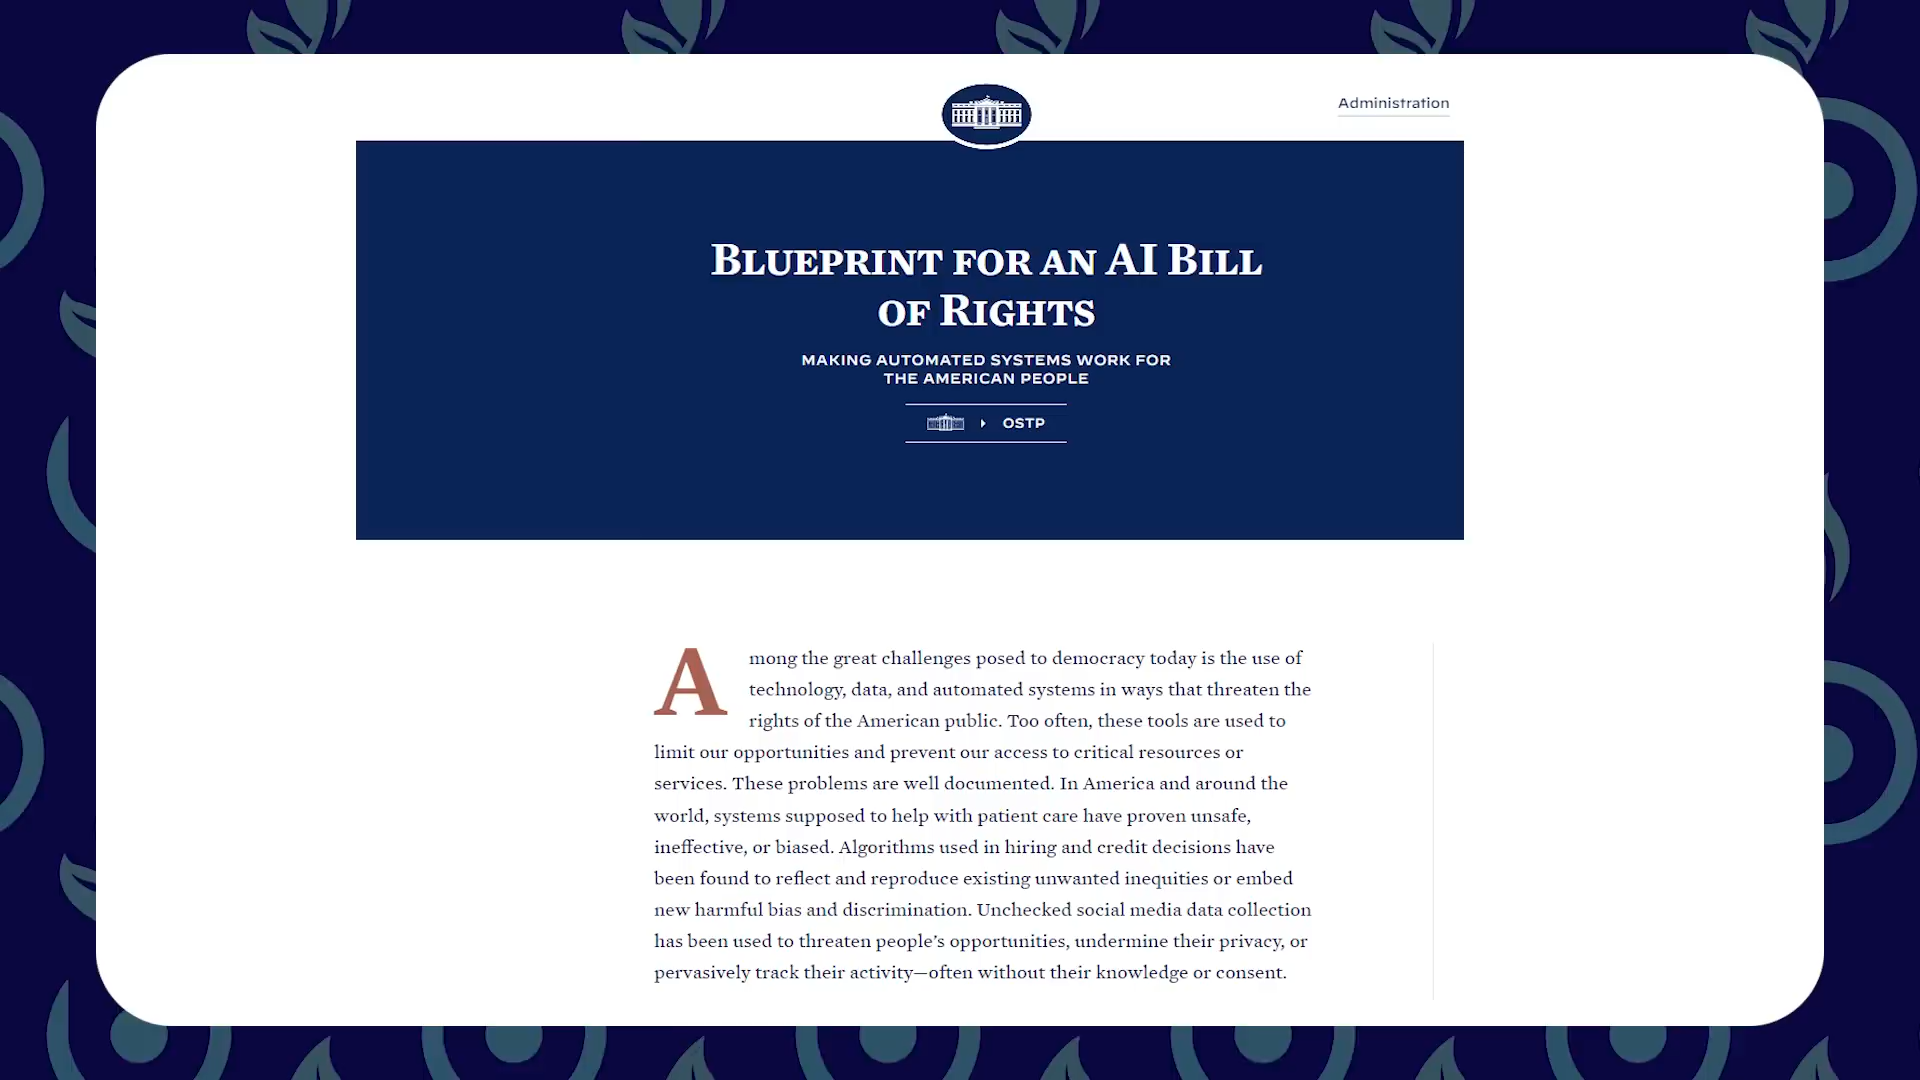 Administration
BLUEPRINT FOR AN AI BILL
OF RIGHTS
MAKING AUTOMATED SYSTEMS WORK FOR
THE AMERICAN PEOPLE
OSTP
Among the great challenges posed to democracy today is the use of
technology, data, and automated systems in ways that threaten the
rights of the American public. Too often, these tools are used to
limit our opportunities and prevent our access to critical resources or
services. These problems are well documented. In America and around the
world, systems supposed to help with patient care have proven unsafe,
ineffective, or biased. Algorithms used in hiring and credit decisions have
been found to reflect and reproduce existing unwanted inequities or embed
new harmful bias and discrimination. Unchecked social media data collection
has been used to threaten people’s opportunities, undermine their privacy, or
pervasively track their activity—often without their knowledge or consent.